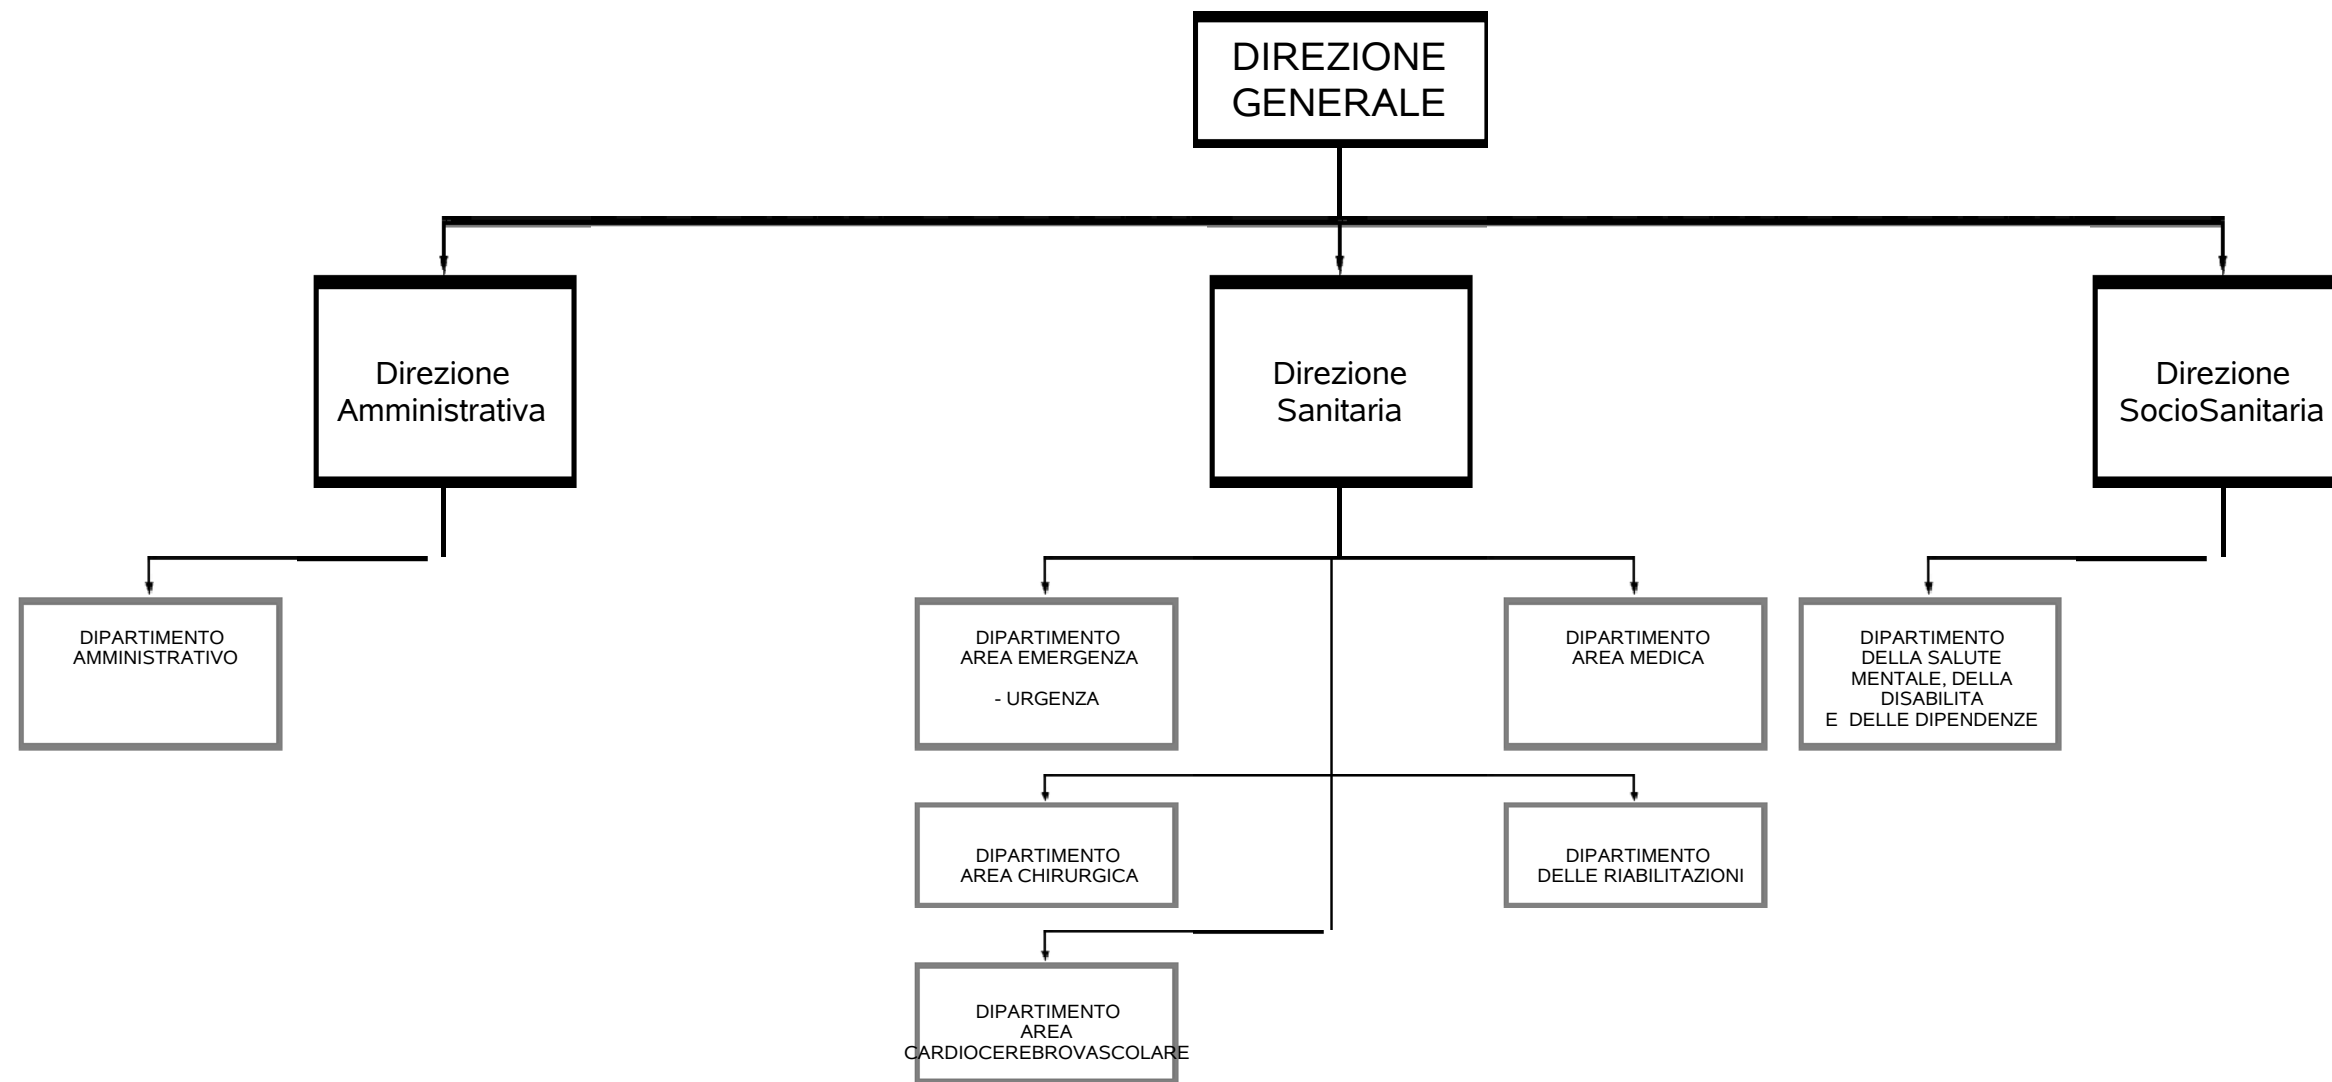 DIREZIONE
GENERALE
Direzione
Amministrativa
Direzione
Sanitaria
Direzione
SocioSanitaria
DIPARTIMENTO
AMMINISTRATIVO
DIPARTIMENTO
AREA EMERGENZA
- URGENZA
DIPARTIMENTO
AREA MEDICA
DIPARTIMENTO
DELLA SALUTE
MENTALE, DELLA
DISABILITA
E DELLE DIPENDENZE
DIPARTIMENTO
AREA CHIRURGICA
DIPARTIMENTO
DELLE RIABILITAZIONI
DIPARTIMENTO
AREA
CARDIOCEREBROVASCOLARE